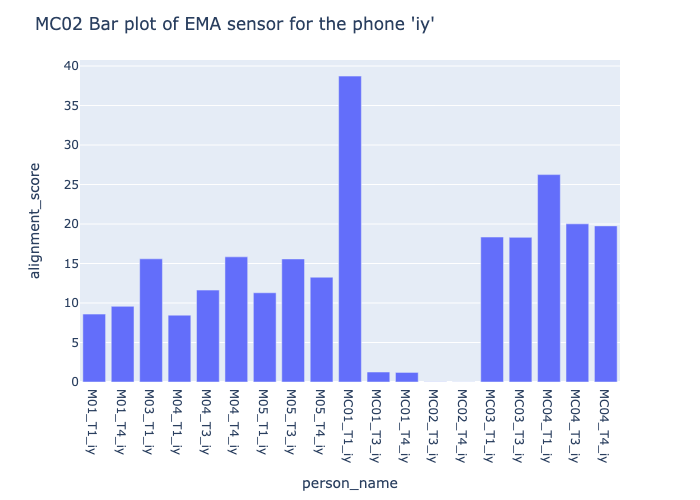 MC02 Bar plot of EMA sensor for the phone 'iy'
40
35
30
25
20
15
10
5
0
alignment_score
M01_T1_iy
M01_T4_iy
M03_T1_iy
M04_T1_iy
M04_T3_iy
M04_T4_iy
M05_T1_iy
M05_T3_iy
M05_T4_iy
MC01_T1_iy
MC01_T3_iy
MC01_T4_iy
MC02_T3_iy
MC02_T4_iy
MC03_T1_iy
MC03_T3_iy
MC04_T1_iy
MC04_T3_iy
MC04_T4_iy
person_name